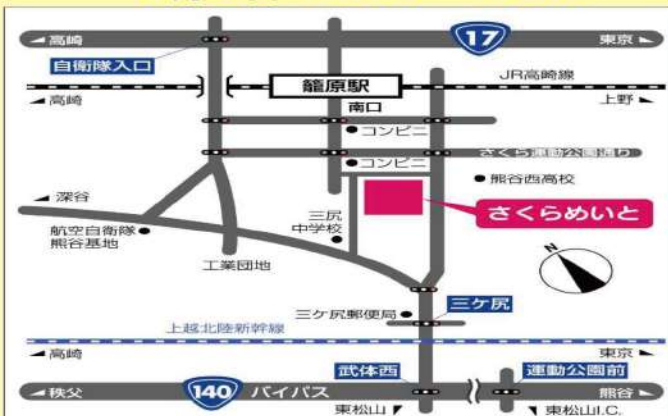 ◀高崎
17
東京▶
自衛隊入口
籠原駅
JR高崎線
◀高崎
南口
上野▶
●コンビニ
●コンビニ
さくら運動公園通り
●熊谷西高校
◀深谷
さくらめいと
航空自衛隊
熊谷基地●
三尻
中学校●
工業団地
N
三ケ尻郵便局●
三ケ尻
上越北陸新幹線
◀高崎
東京▶
武体西
運動公園前
◀秩父
140
バイパス
熊谷▶
東松山
東松山I.C.